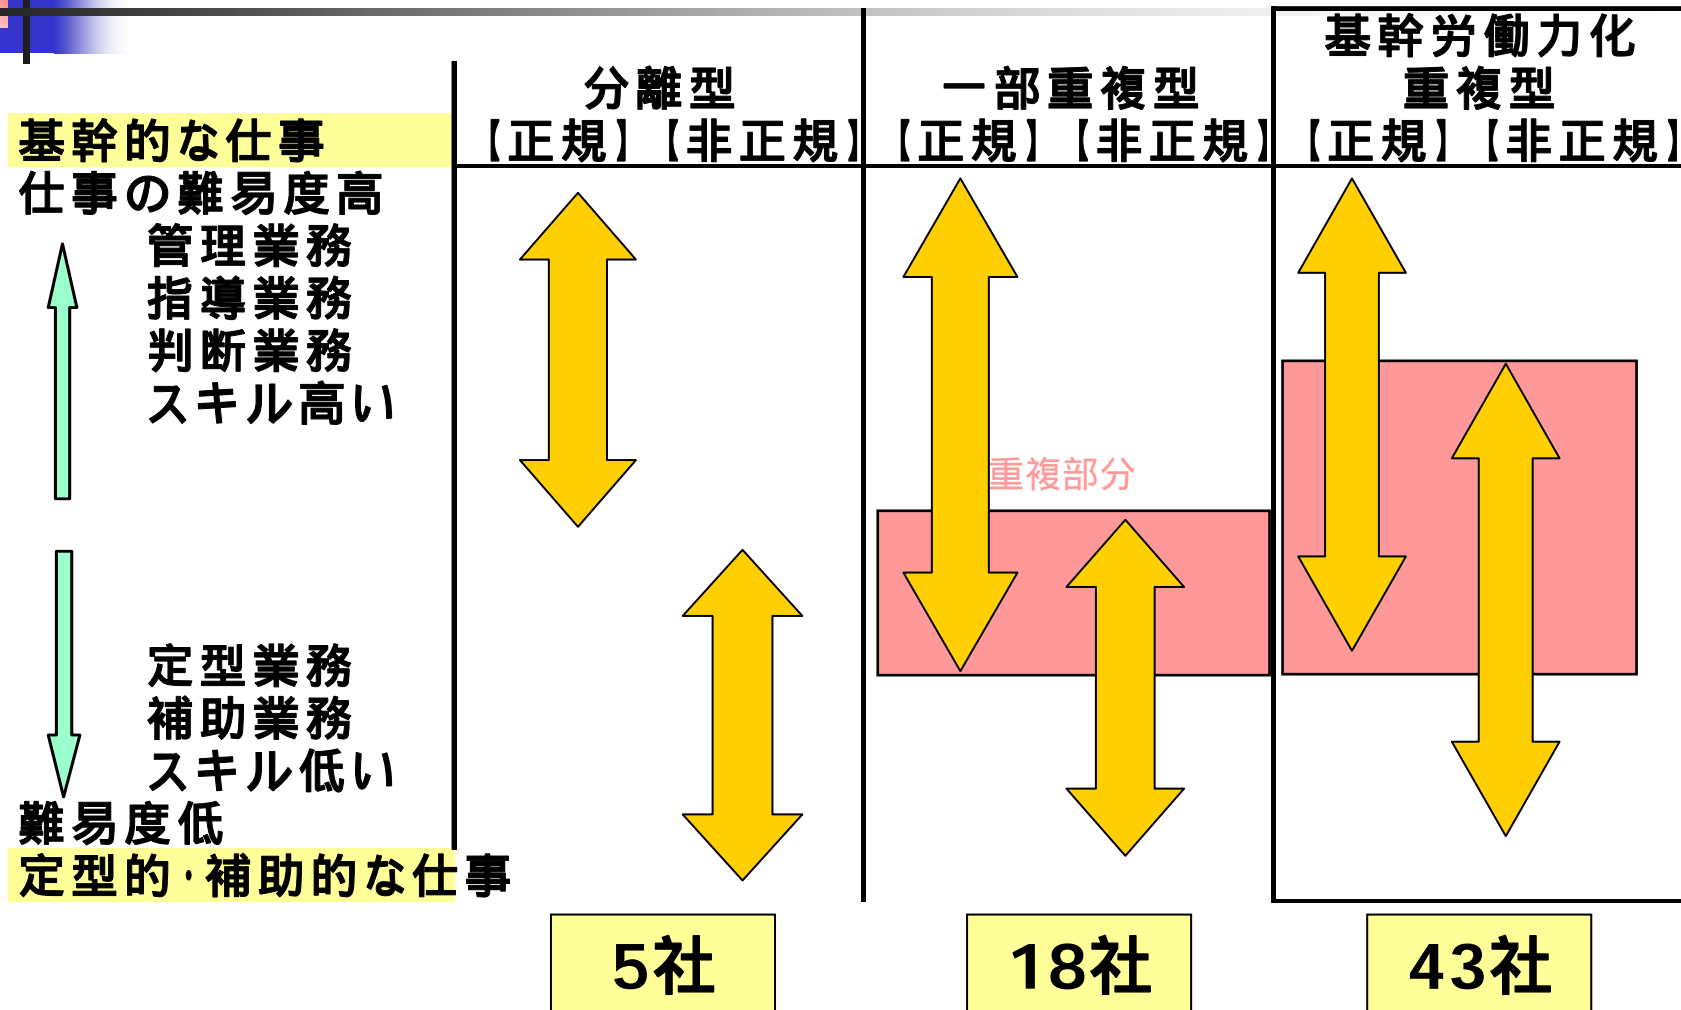 基幹的な仕事
仕事の難易度高
管理業務
指導業務
判断業務
スキル高い
定型業務
補助業務
スキル低い
難易度低
定型的・補助的な仕事
分離型
【正規】【非正規】
5社
一部重複型
【正規】【非正規】
重複部分
18社
基幹労働力化
重複型
【正規】【非正規】
43社